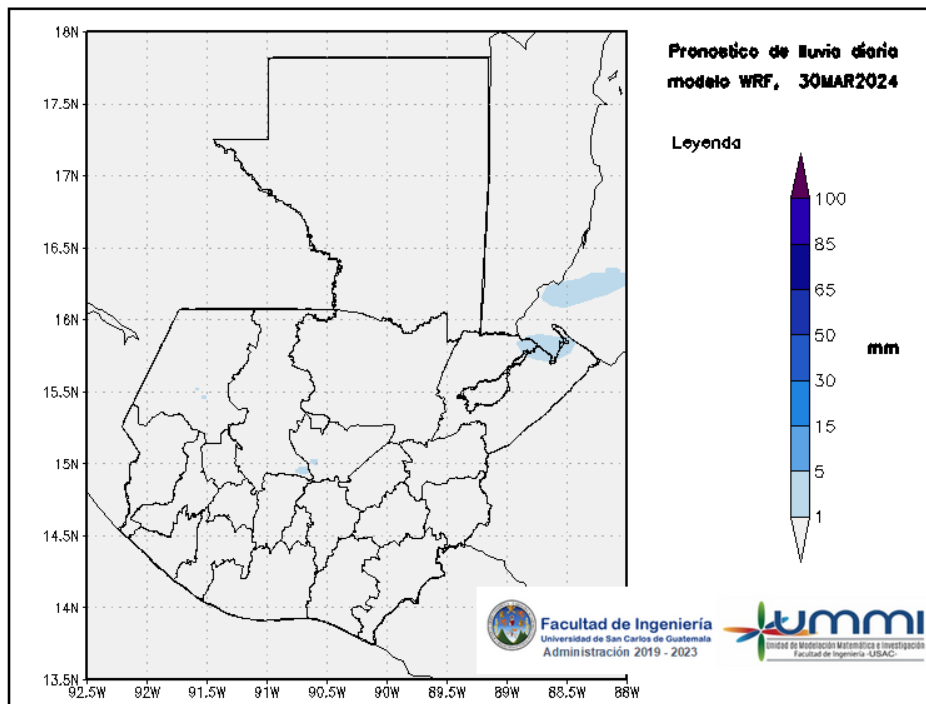 Pronostico de lluvia diaria
modelo WRF, 30MAR2024
Leyenda
100
85
65
50
30
15
5
1
mm
18N
17.5N
17N
16.5N
16N
15.5N
15N
14.5N
14N
13.5N
92.5W
92W
91.5W
91W
90.5W
90W
89.5W
89W
88.5W
88W
Facultad de Ingeniería
Universidad de San Carlos de Guatemala
Administración 2019 - 2023
ummi
Unidad de Modelación Matemática e Investigación
Facultad de Ingeniería -USAC-